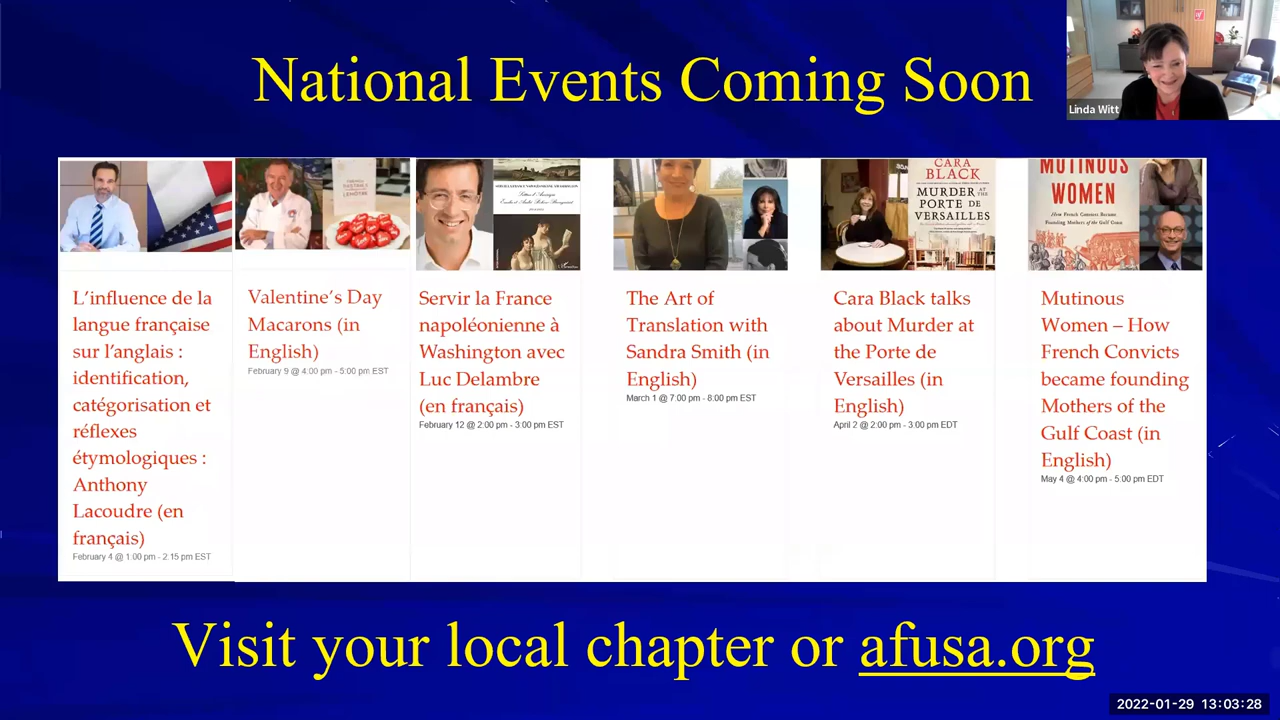 National Events Coming Soon
Linda Witt
L'influence de la
langue française
sur l'anglais :
identification,
catégorisation et
réflexes
étymologiques :
Anthony
Lacoudre (en
français)
February 4 @ 1:00 pm - 2:15 pm EST
Valentine's Day
Macarons (in
English)
February 9 @ 4:00 pm - 5:00 pm EST
Servir la France
napoléonienne à
Washington avec
Luc Delambre
(en français)
February 12 @ 2:00 pm - 3:00 pm EST
The Art of
Translation with
Sandra Smith (in
English)
March 1 @ 7:00 pm - 8:00 pm EST
CARA
BLACK
MURDER
AT THE
PORTE DE
VERSAILLES
Cara Black talks
about Murder at
the Porte de
Versailles (in
English)
April 2 @ 2:00 pm - 3:00 pm EDT
MUTINOUS
WOMEN
How French Convicts Became
Founding Mothers of the Gulf Coast
Mutinous
Women – How
French Convicts
became founding
Mothers of the
Gulf Coast (in
English)
May 4 @ 4:00 pm - 5:00 pm EDT
Visit your local chapter or afusa.org
2022-01-29 13:03:28